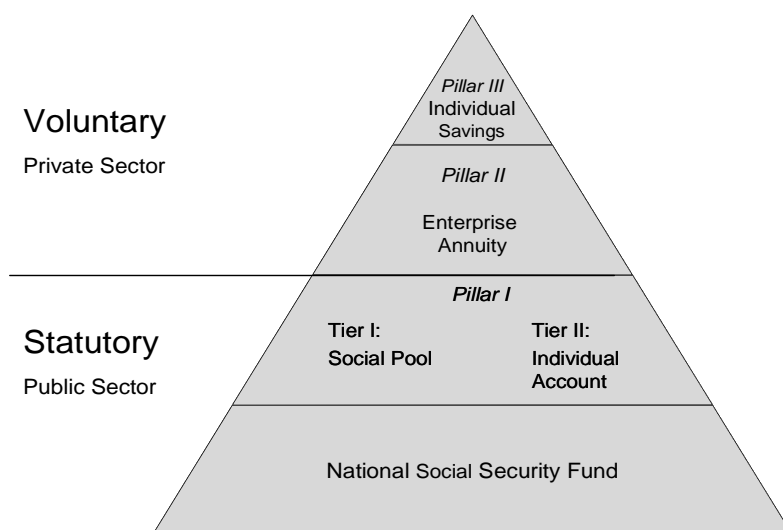 Pillar III
Individual
Savings
Voluntary
Private Sector
Pillar II
Enterprise
Annuity
Pillar I
Tier I:
Social Pool
Tier II:
Individual
Account
Statutory
Public Sector
National Social Security Fund